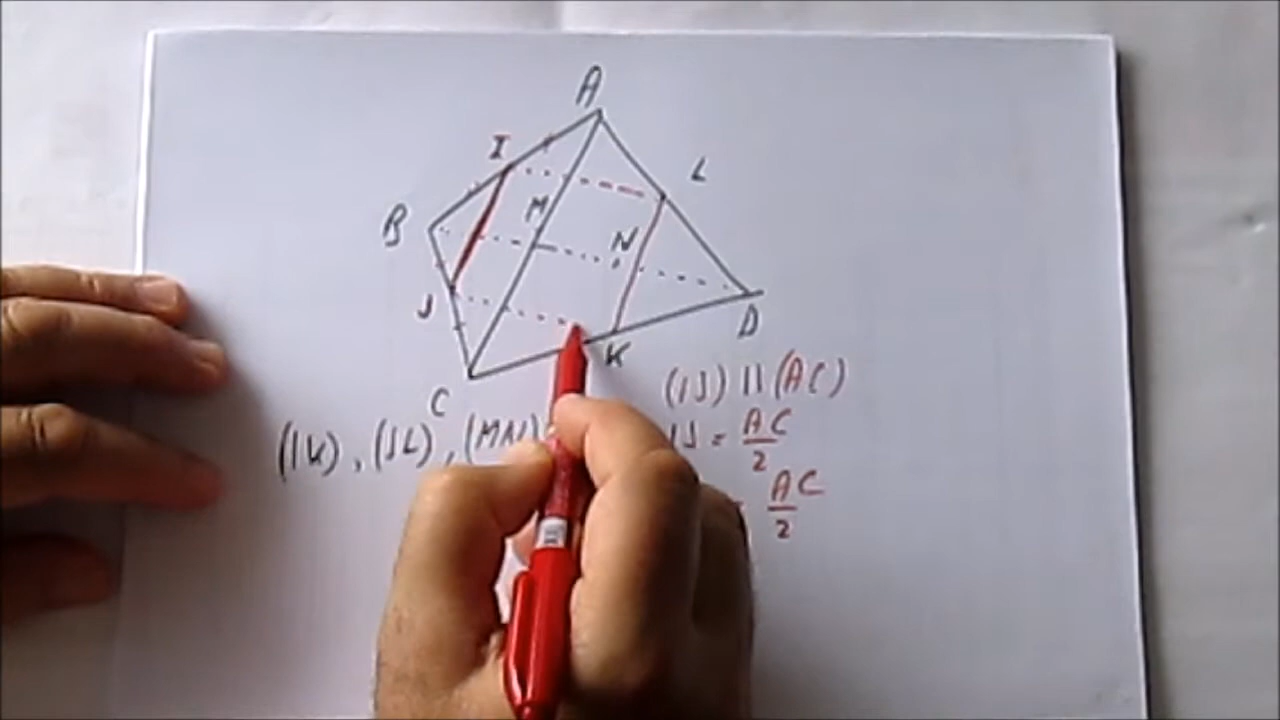 A
I
L
B
M
N
J
D
K
C
(IJ) || (AC)
(IK), (JL), (MN)
IJ = AC/2
= AC/2